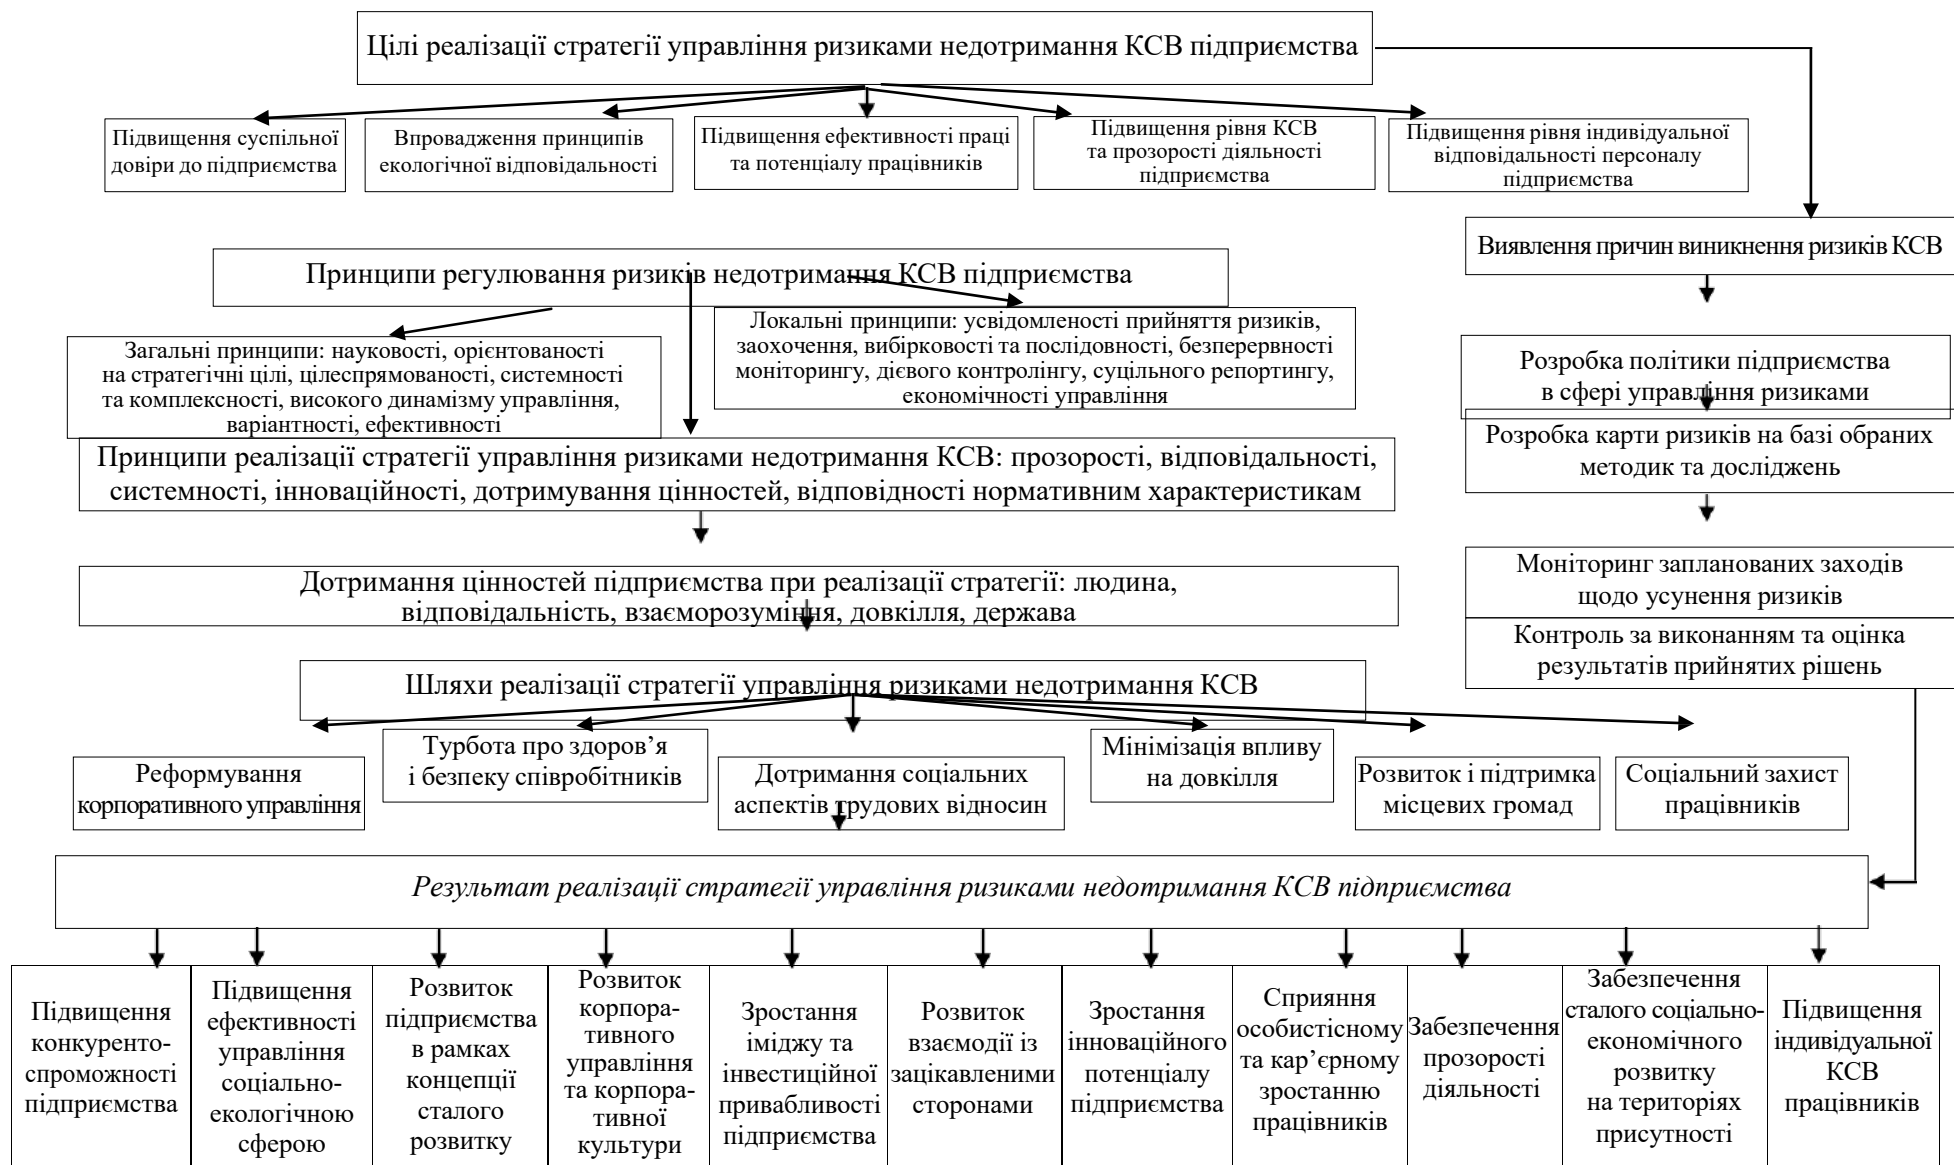 Цілі реалізації стратегії управління ризиками недотримання КСВ підприємства
Підвищення суспільної
довіри до підприємства
Впровадження принципів
екологічної відповідальності
Підвищення ефективності праці
та потенціалу працівників
Підвищення рівня КСВ
та прозорості діяльності
підприємства
Підвищення рівня індивідуальної
відповідальності персоналу
підприємства
Виявлення причин виникнення ризиків КСВ
Принципи регулювання ризиків недотримання КСВ підприємства
Загальні принципи: науковості, орієнтованості
на стратегічні цілі, цілеспрямованості, системності
та комплексності, високого динамізму управління,
варіантності, ефективності
Локальні принципи: усвідомленості прийняття ризиків,
заохочення, вибірковості та послідовності, безперервності
моніторингу, дієвого контролінгу, суцільного репортингу,
економічності управління
Розробка політики підприємства
в сфері управління ризиками
Розробка карти ризиків на базі обраних
методик та досліджень
Принципи реалізації стратегії управління ризиками недотримання КСВ: прозорості, відповідальності,
системності, інноваційності, дотримування цінностей, відповідності нормативним характеристикам
Моніторинг запланованих заходів
щодо усунення ризиків
Дотримання цінностей підприємства при реалізації стратегії: людина,
відповідальність, взаєморозуміння, довкілля, держава
Контроль за виконанням та оцінка
результатів прийнятих рішень
Шляхи реалізації стратегії управління ризиками недотримання КСВ
Реформування
корпоративного управління
Турбота про здоров’я
і безпеку співробітників
Дотримання соціальних
аспектів трудових відносин
Мінімізація впливу
на довкілля
Розвиток і підтримка
місцевих громад
Соціальний захист
працівників
Результат реалізації стратегії управління ризиками недотримання КСВ підприємства
Підвищення
конкуренто-
спроможності
підприємства
Підвищення
ефективності
управління
соціально-
екологічною
сферою
Розвиток
підприємства
в рамках
концепції
сталого
розвитку
Розвиток
корпора-
тивного
управління
та корпора-
тивної
культури
Зростання
іміджу та
інвестиційної
привабливості
підприємства
Розвиток
взаємодії із
зацікавленими
сторонами
Зростання
інноваційного
потенціалу
підприємства
Сприяння
особистісному
та кар’єрному
зростанню
працівників
Забезпечення
прозорості
діяльності
Забезпечення
сталого соціально-
економічного
розвитку
на територіях
присутності
Підвищення
індивідуальної
КСВ
працівників